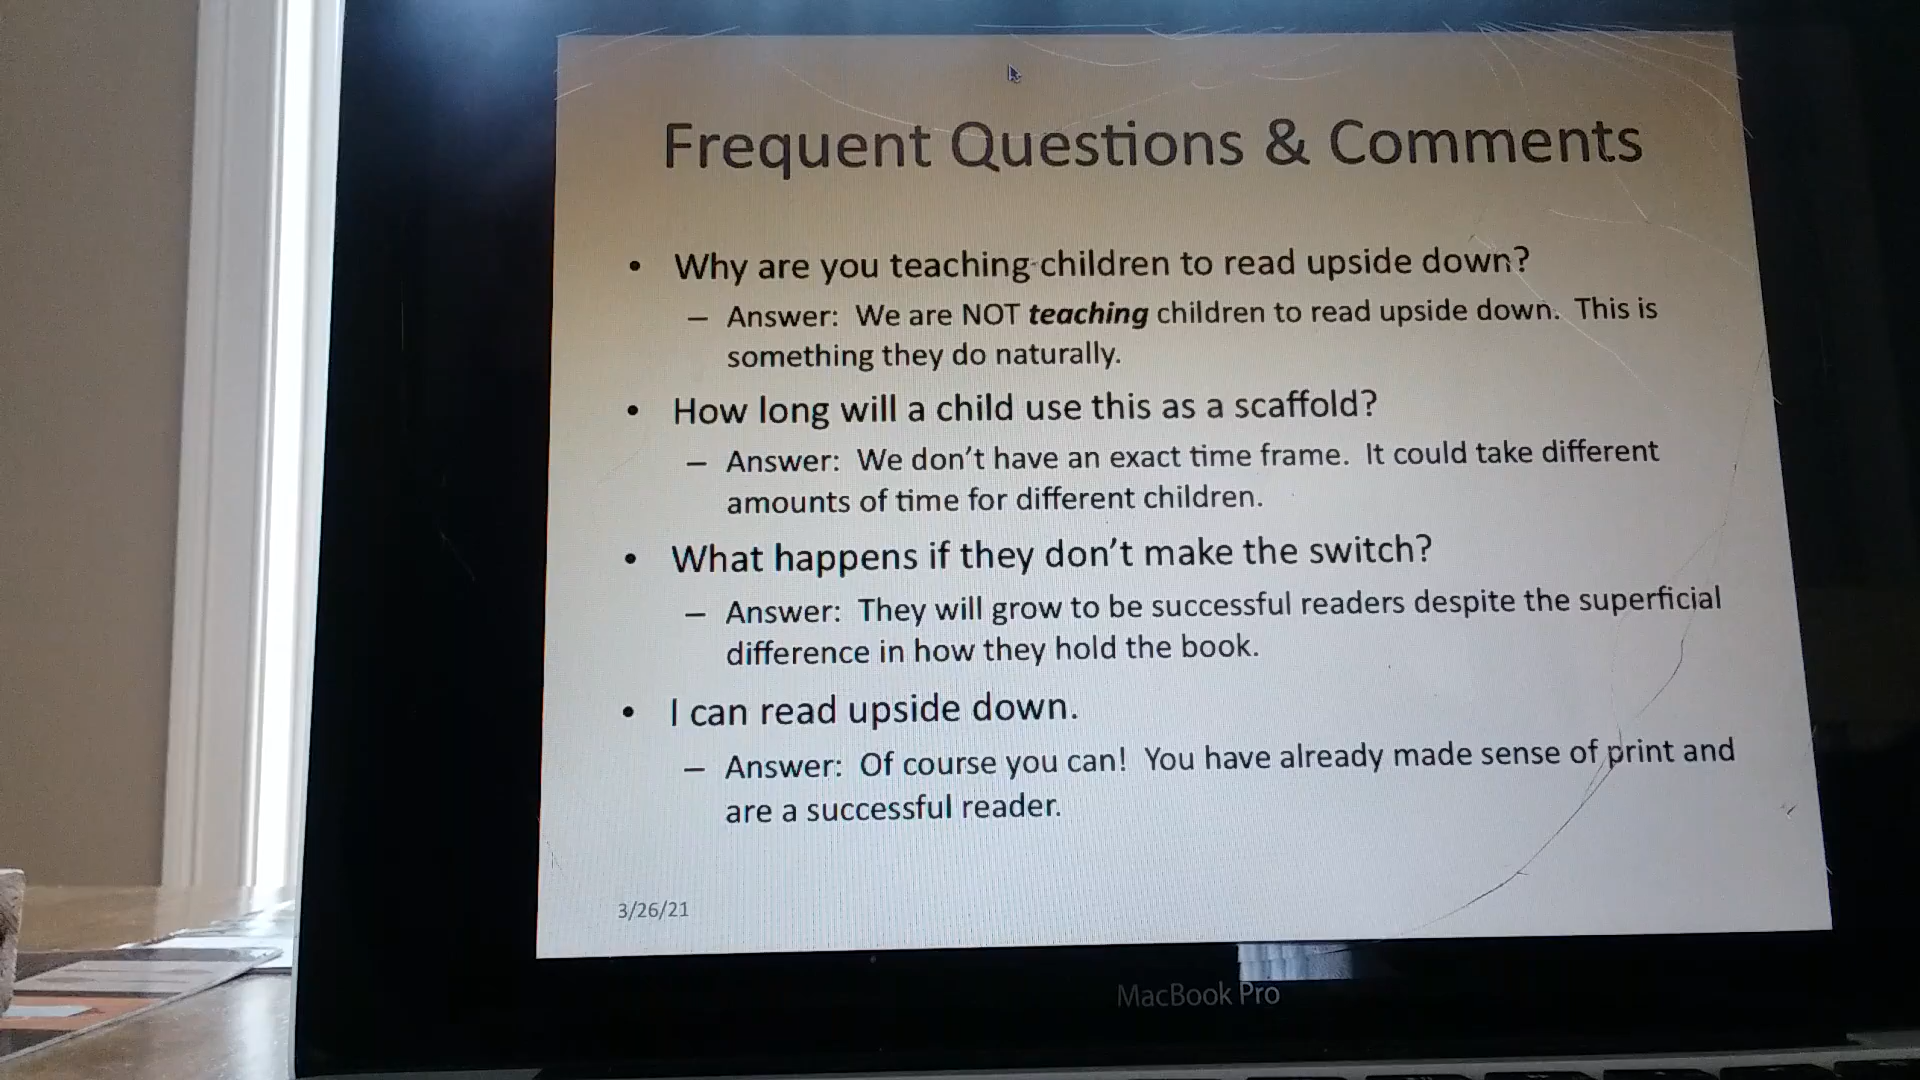 Frequent Questions & Comments
• Why are you teaching children to read upside down?
– Answer: We are NOT teaching children to read upside down. This is
something they do naturally.
• How long will a child use this as a scaffold?
– Answer: We don't have an exact time frame. It could take different
amounts of time for different children.
• What happens if they don't make the switch?
– Answer: They will grow to be successful readers despite the superficial
difference in how they hold the book.
• I can read upside down.
– Answer: Of course you can! You have already made sense of print and
are a successful reader.
3/26/21
MacBook Pro